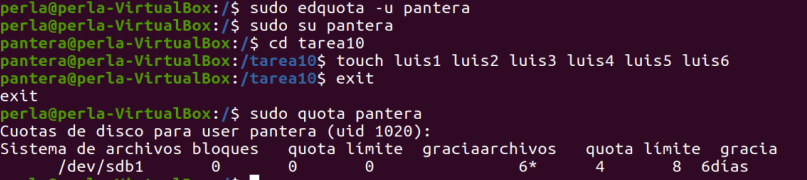 perla@perla-VirtualBox:/$ sudo edquota -u pantera
perla@perla-VirtualBox:/$ sudo su pantera
pantera@perla-VirtualBox:/$ cd tarea10
pantera@perla-VirtualBox:/tarea10$ touch luis1 luis2 luis3 luis4 luis5 luis6
pantera@perla-VirtualBox:/tarea10$ exit
exit
perla@perla-VirtualBox:/$ sudo quota pantera
Cuotas de disco para user pantera (uid 1020):
Sistema de archivos bloques   quota límite  graciaarchivos   quota límite  gracia
      /dev/sdb1       0       0       0               6*      4       8  6días
perla@perla-VirtualBox:/$